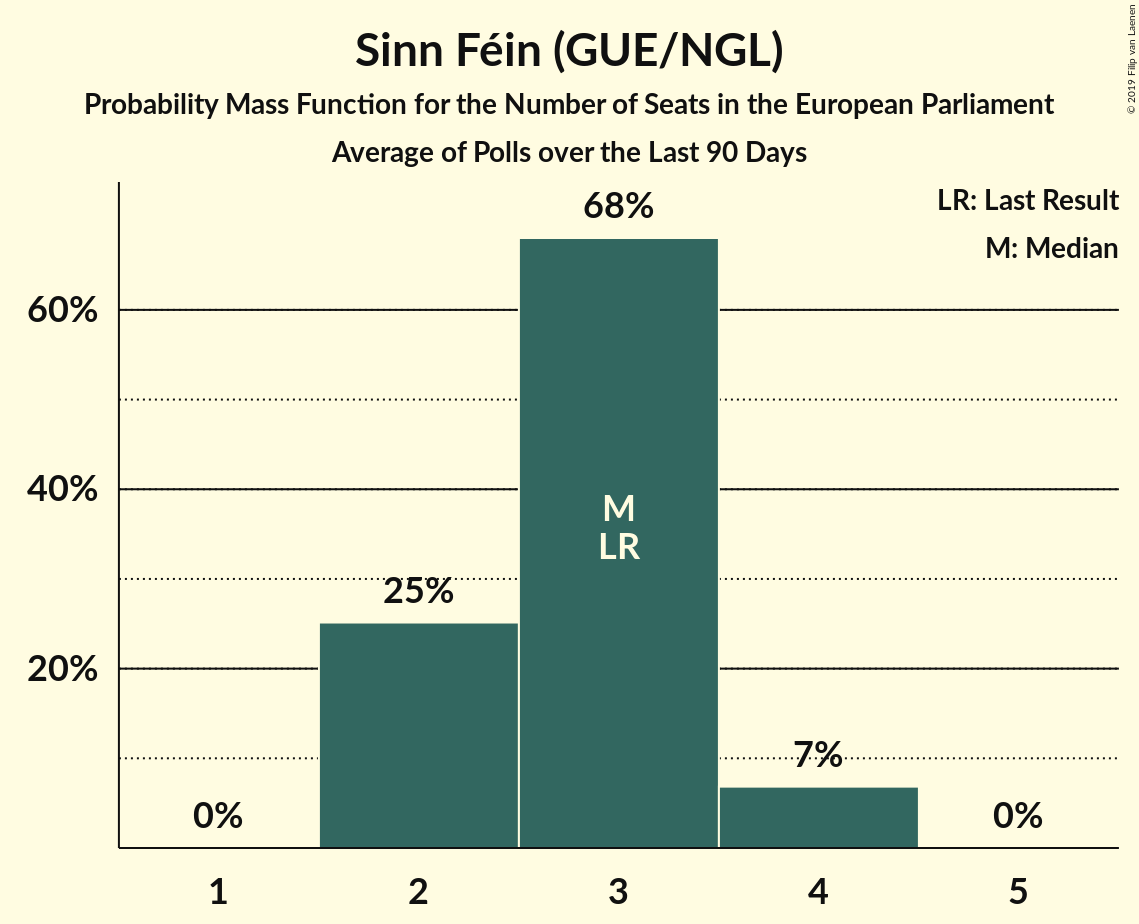 Sinn Féin (GUE/NGL)
Probability Mass Function for the Number of Seats in the European Parliament
Average of Polls over the Last 90 Days
© 2019 Filip van Laenen
LR: Last Result
M: Median
68%
60%
40%
M
LR
25%
20%
7%
0%
0%
1
2
3
4
5